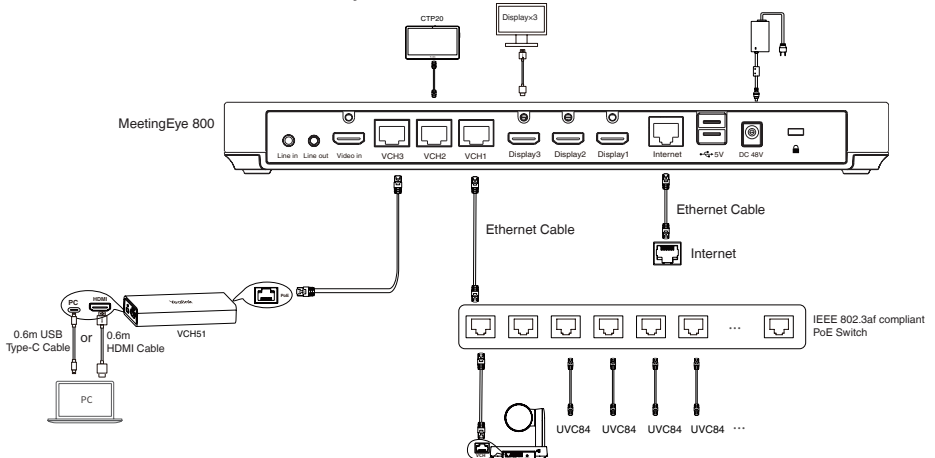 CTP20
Display×3
MeetingEye 800
Line in
Line out
Video in
VCH3
VCH2
VCH1
Display3
Display2
Display1
Internet
5V
DC 48V
Ethernet Cable
Ethernet Cable
Internet
PoE
PC
HDMI
Yealink
VCH51
0.6m USB
Type-C Cable
or
0.6m
HDMI Cable
PC
IEEE 802.3af compliant
PoE Switch
...
UVC84
UVC84
UVC84
UVC84
...
VCH